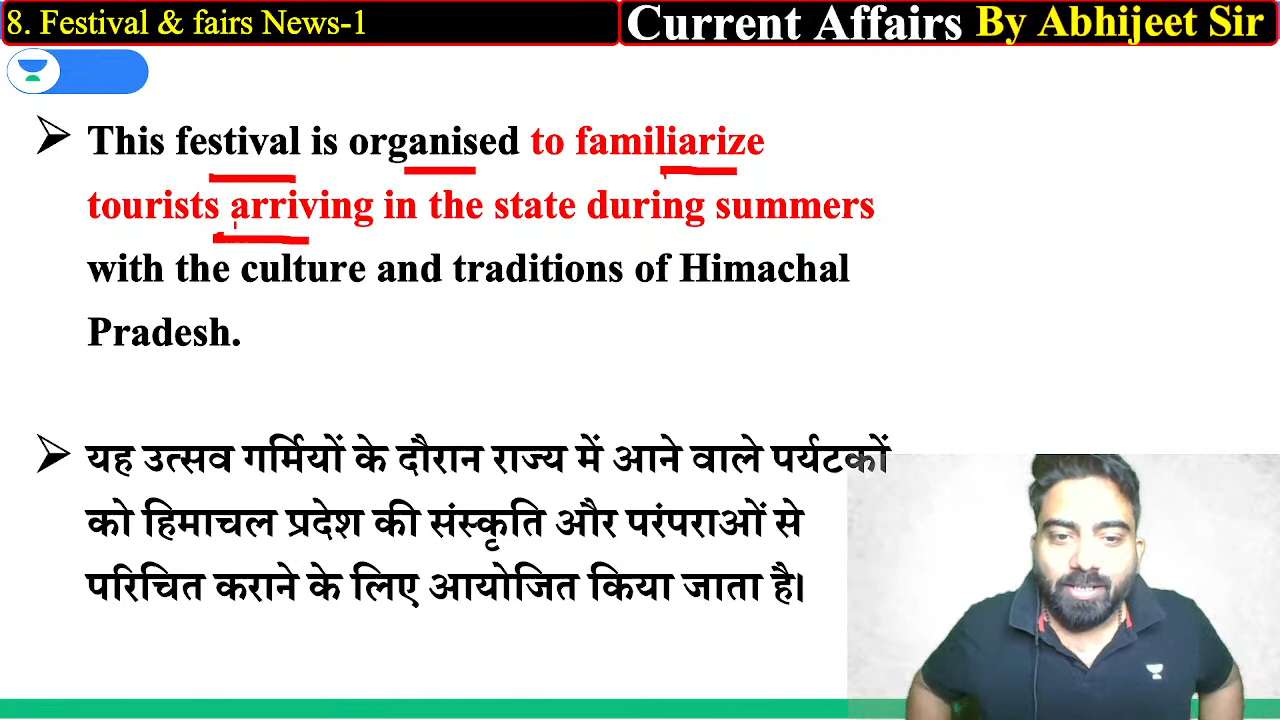 8. Festival & fairs News-1
Current Affairs By Abhijeet Sir
This festival is organised to familiarize
tourists arriving in the state during summers
with the culture and traditions of Himachal
Pradesh.
यह उत्सव गर्मियों के दौरान राज्य में आने वाले पर्यटकों
को हिमाचल प्रदेश की संस्कृति और परंपराओं से
परिचित कराने के लिए आयोजित किया जाता है।